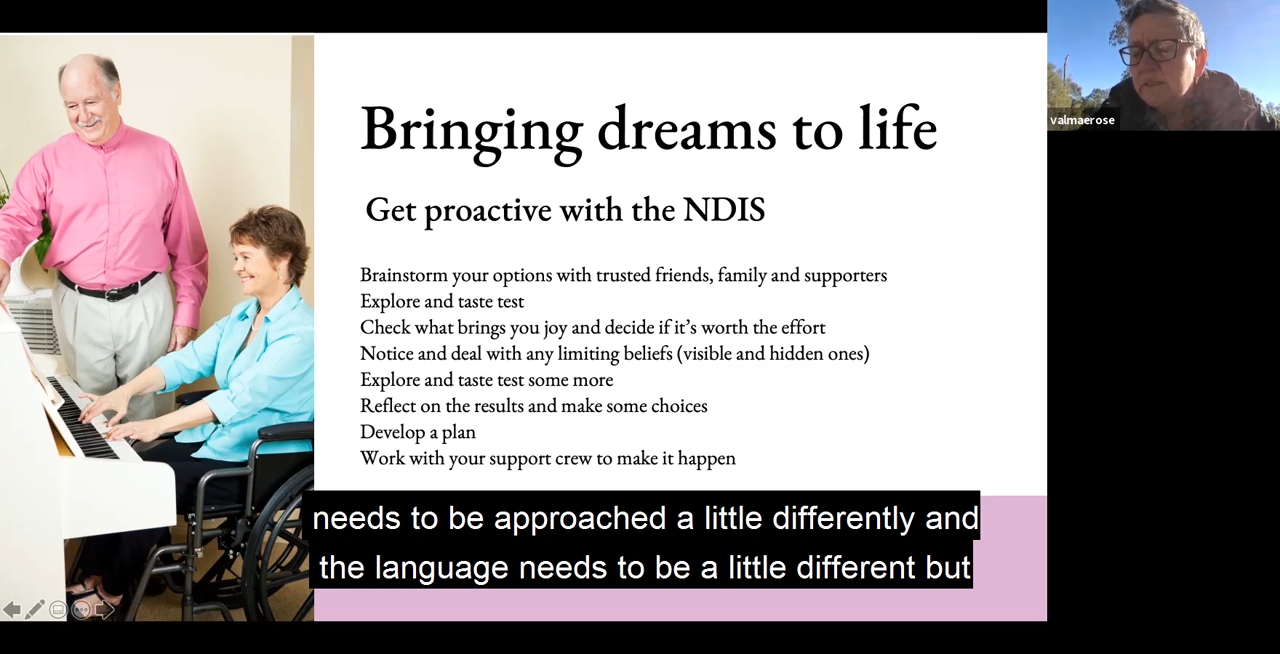 Bringing dreams to life
Get proactive with the NDIS
Brainstorm your options with trusted friends, family and supporters
Explore and taste test
Check what brings you joy and decide if it’s worth the effort
Notice and deal with any limiting beliefs (visible and hidden ones)
Explore and taste test some more
Reflect on the results and make some choices
Develop a plan
Work with your support crew to make it happen
needs to be approached a little differently and
the language needs to be a little different but
valmaerose